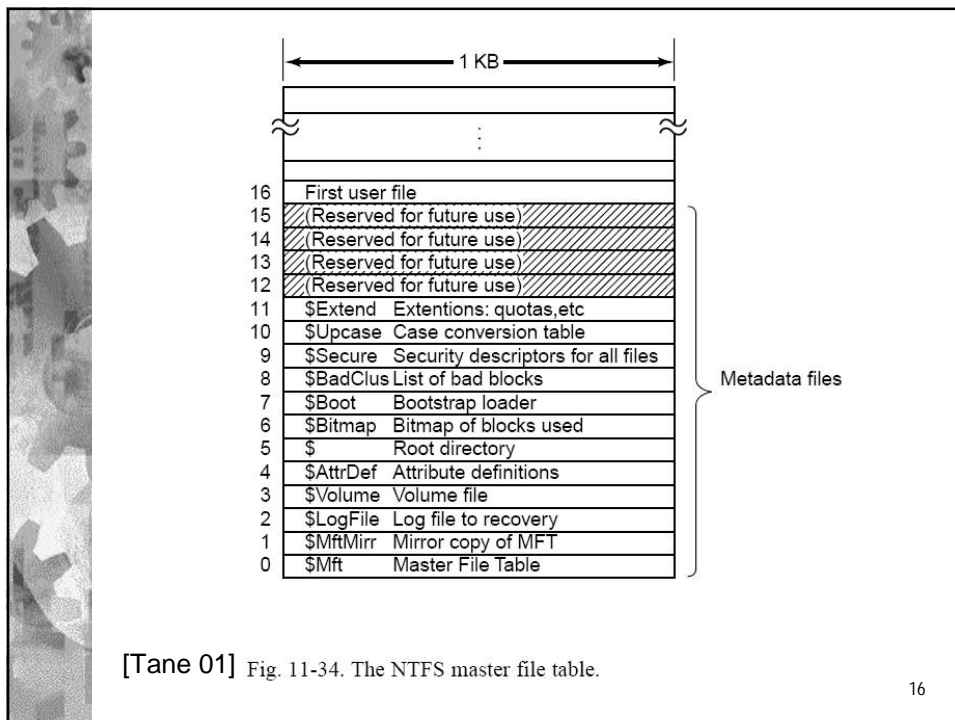 1 KB
16 First user file
15 (Reserved for future use)
14 (Reserved for future use)
13 (Reserved for future use)
12 (Reserved for future use)
11 $Extend Extentions: quotas,etc
10 $Upcase Case conversion table
9 $Secure Security descriptors for all files
8 $BadClus List of bad blocks
7 $Boot Bootstrap loader
6 $Bitmap Bitmap of blocks used
5 $ Root directory
4 $AttrDef Attribute definitions
3 $Volume Volume file
2 $LogFile Log file to recovery
1 $MftMirr Mirror copy of MFT
0 $Mft Master File Table
Metadata files
[Tane 01] Fig. 11-34. The NTFS master file table.
16